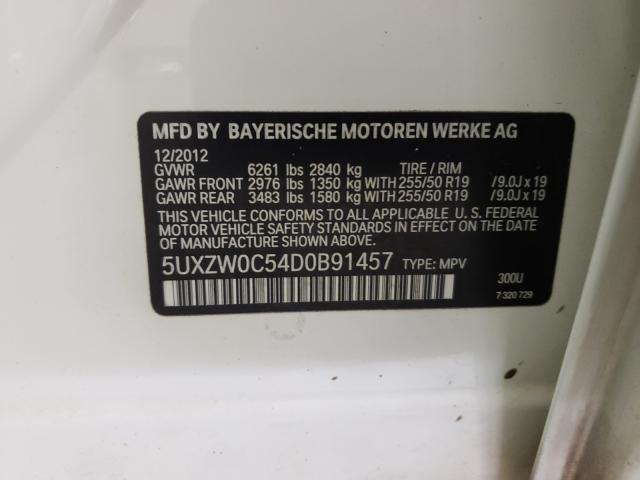 MFD BY BAYERISCHE MOTOREN WERKE AG
12/2012
GVWR 6261 lbs 2840 kg TIRE / RIM
GAWR FRONT 2976 lbs 1350 kg WITH 255/50 R19 /9.0J x 19
GAWR REAR 3483 lbs 1580 kg WITH 255/50 R19 /9.0J x 19
THIS VEHICLE CONFORMS TO ALL APPLICABLE U. S. FEDERAL
MOTOR VEHICLE SAFETY STANDARDS IN EFFECT ON THE
DATE OF MANUFACTURE SHOWN ABOVE.
5UXZW0C54D0B91457 TYPE: MPV
300U
7 320 729